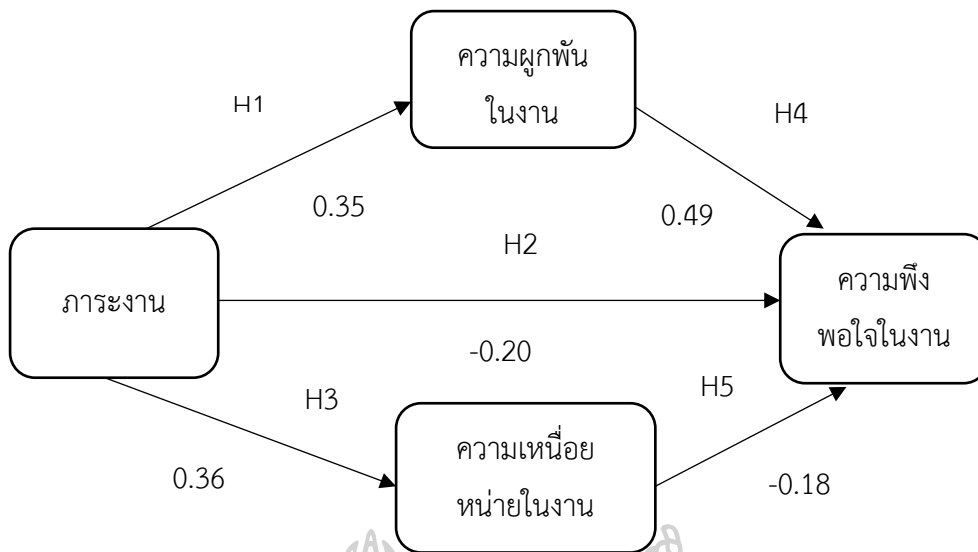 ความผูกพัน
ในงาน
H1
H4
0.35
0.49
H2
ภาระงาน
ความพึง
พอใจในงาน
-0.20
H3
H5
ความเหนื่อย
หน่ายในงาน
0.36
-0.18